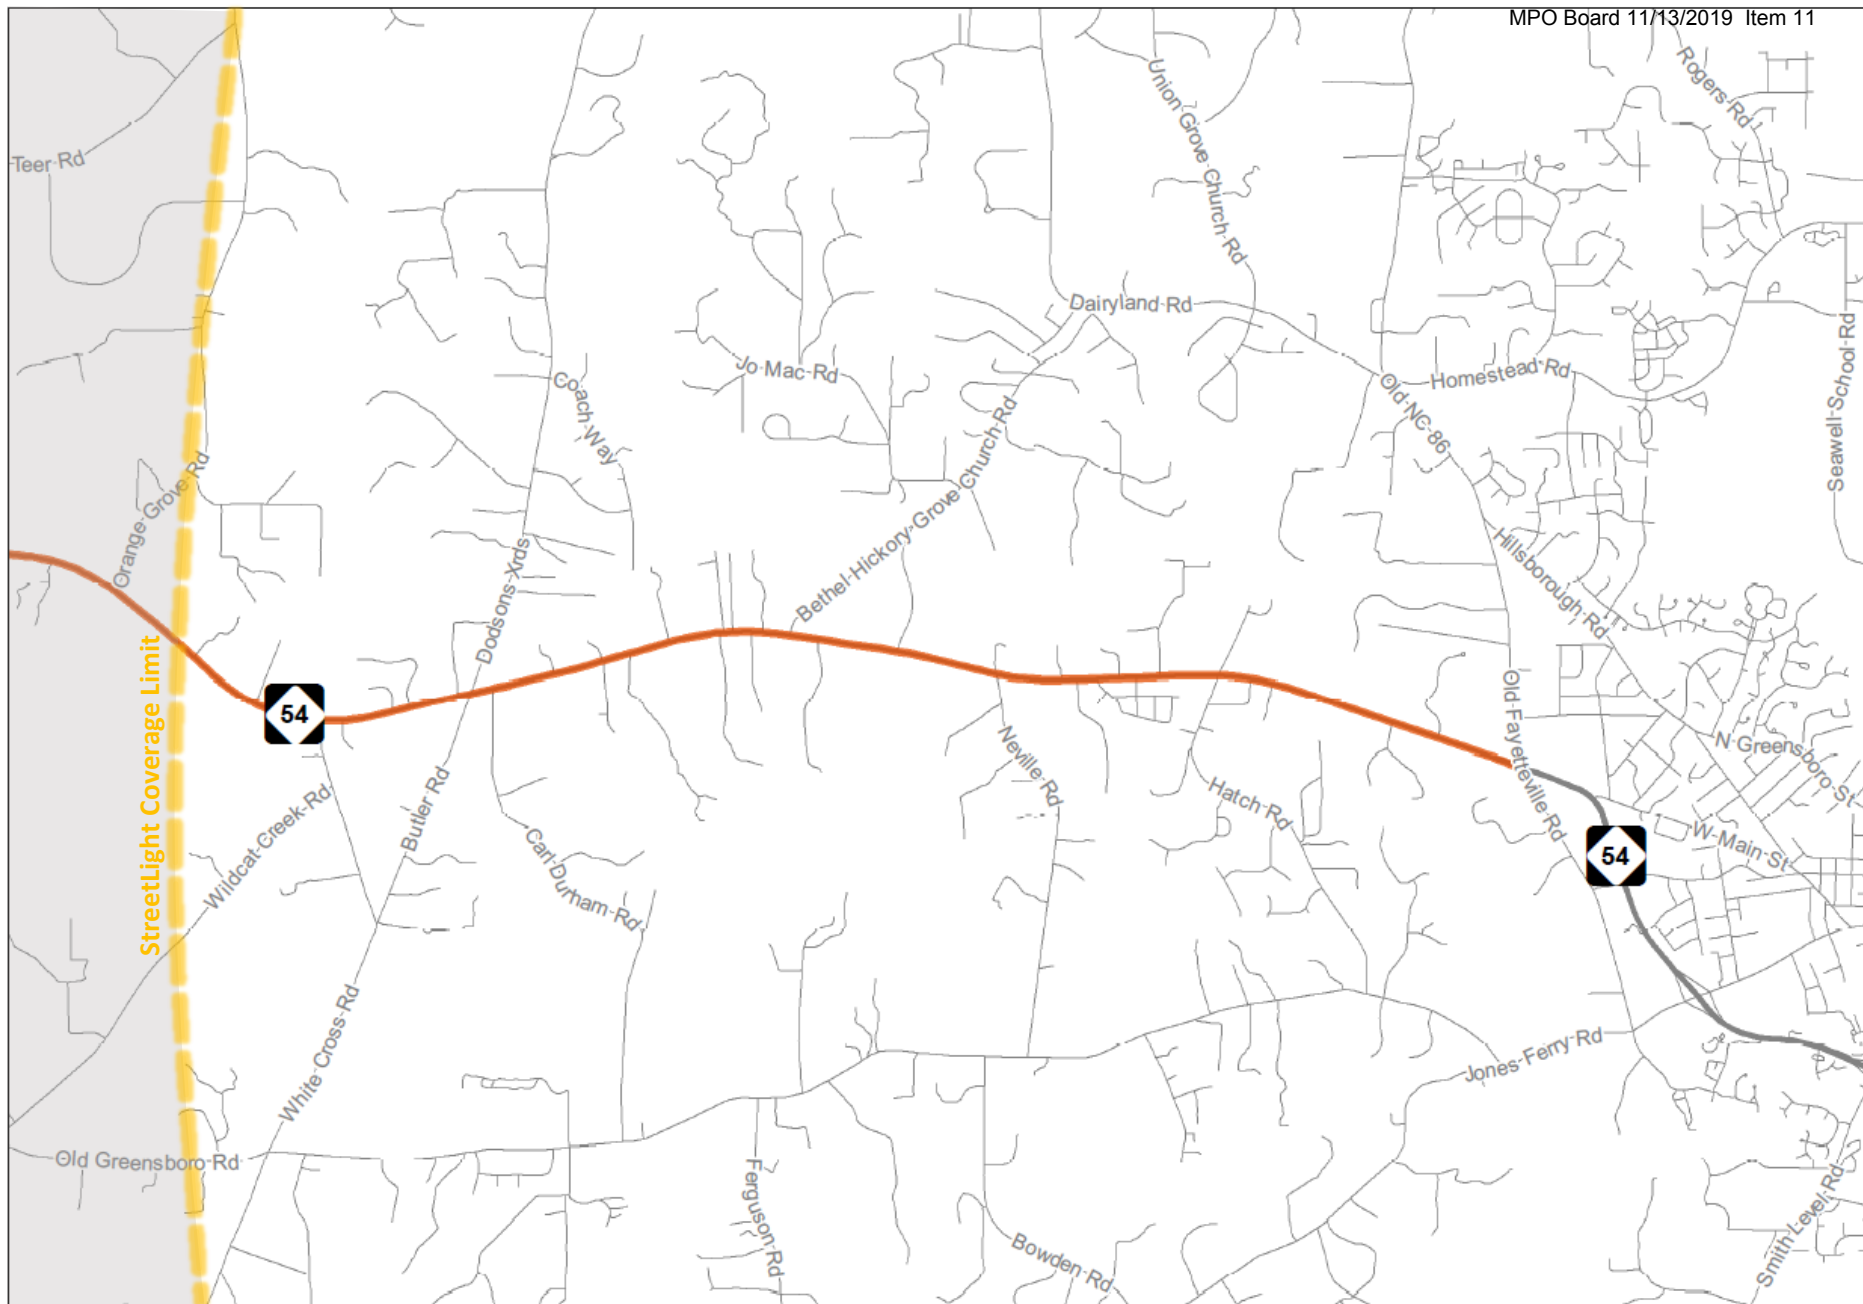 MPO Board 11/13/2019 Item 11
Rogers Rd
Union Grove Church Rd
Teer Rd
Dairyland Rd
Seawell School Rd
Jo Mac Rd
Homestead Rd
Coach Way
Old NC 86
Bethel Hickory Grove Church Rd
Orange Grove Rd
Dodsons Xrds
Hillsborough Rd
StreetLight Coverage Limit
54
Old Fayetteville Rd
N Greensboro St
Neville Rd
Butler Rd
Hatch Rd
Wildcat Creek Rd
W Main St
54
Carl Durham Rd
White Cross Rd
Jones Ferry Rd
Old Greensboro Rd
Ferguson Rd
Bowden Rd
Smith Level Rd